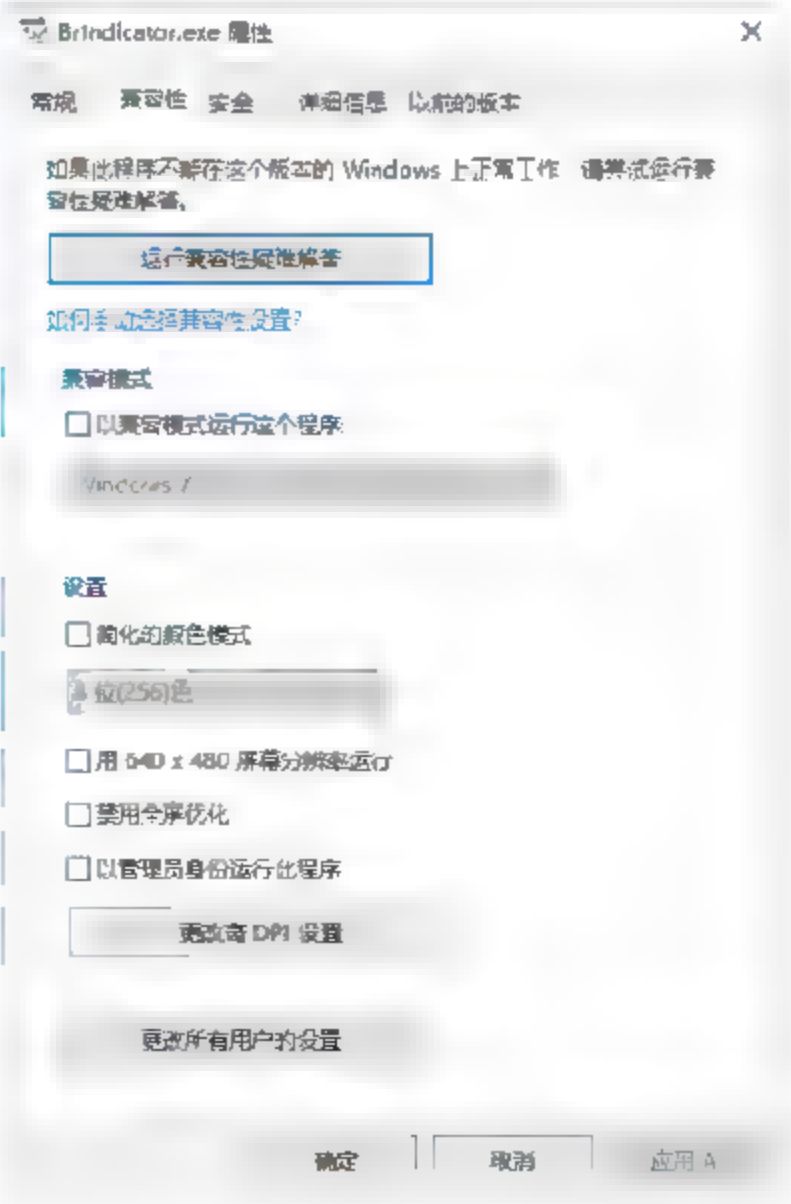 BrIndicator.exe 属性
常规 兼容性 安全 详细信息 以前的版本
如果此程序不能在这个版本的 Windows 上正常工作，请尝试运行兼
容性疑难解答。
运行兼容性疑难解答
如何手动选择兼容性设置?
兼容模式
以兼容模式运行这个程序:
Windows 7
设置
简化的颜色模式
8 位(256)色
用 640 x 480 屏幕分辨率运行
禁用全屏优化
以管理员身份运行此程序
更改高 DPI 设置
更改所有用户的设置
确定 取消 应用 A